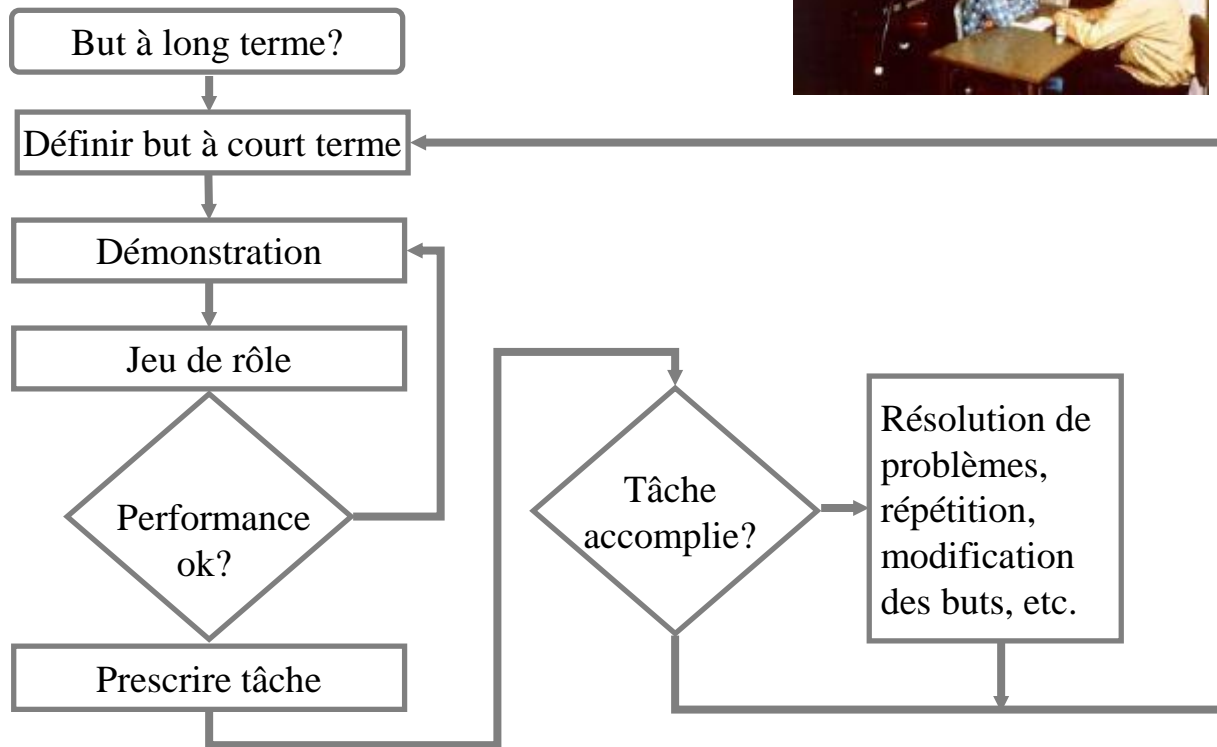 But à long terme?
Définir but à court terme
Démonstration
Jeu de rôle
Performance
ok?
Prescrire tâche
Tâche
accomplie?
Résolution de
problèmes,
répétition,
modification
des buts, etc.